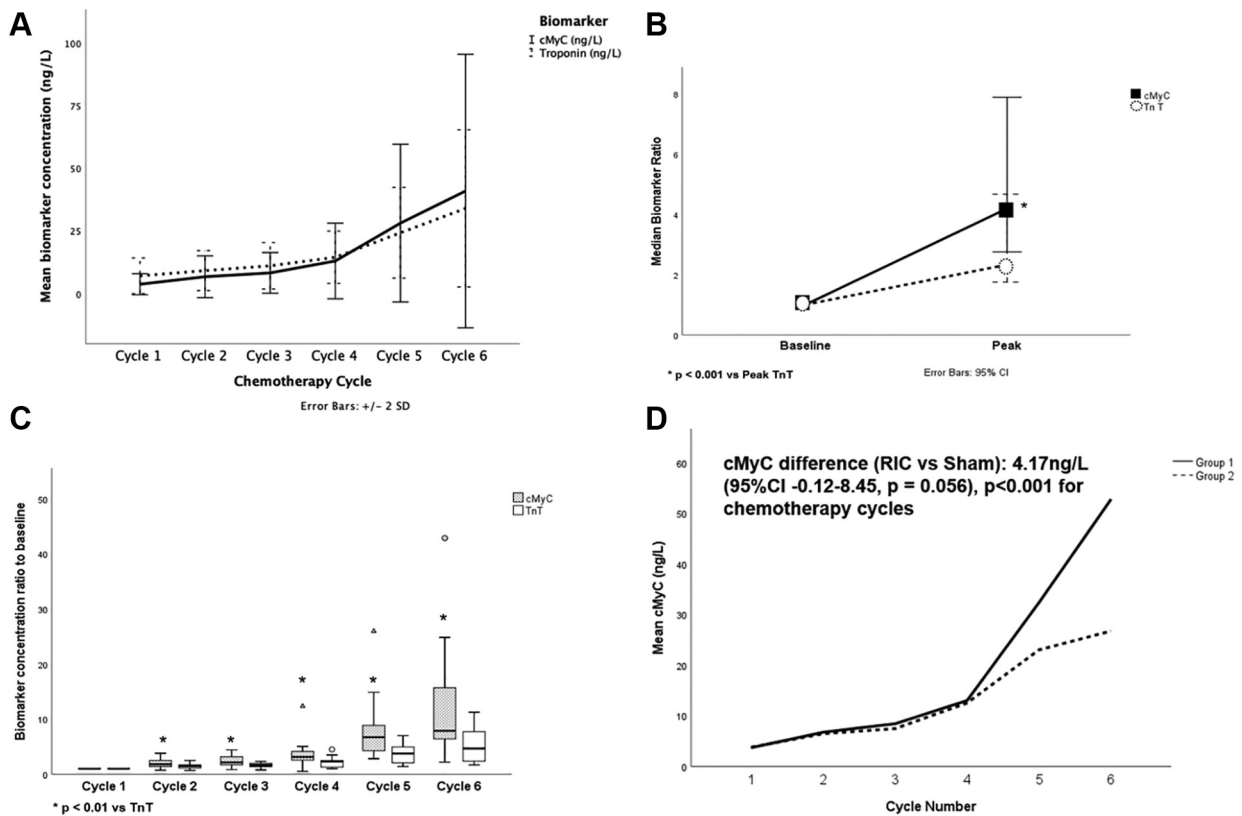 A
Biomarker
cMyC (ng/L)
Troponin (ng/L)
Mean biomarker concentration (ng/L)
100
75
50
25
0
Cycle 1
Cycle 2
Cycle 3
Cycle 4
Cycle 5
Cycle 6
Chemotherapy Cycle
Error Bars: +/- 2 SD
B
cMyC
Tn T
Median Biomarker Ratio
8
6
4
2
0
*
Baseline
Peak
* p < 0.001 vs Peak TnT
Error Bars: 95% CI
C
cMyC
TnT
Biomarker concentration ratio to baseline
50
40
30
20
10
0
*
*
*
*
*
Cycle 1
Cycle 2
Cycle 3
Cycle 4
Cycle 5
Cycle 6
* p < 0.01 vs TnT
D
cMyC difference (RIC vs Sham): 4.17ng/L
(95%CI -0.12-8.45, p = 0.056), p<0.001 for
chemotherapy cycles
Group 1
Group 2
Mean cMyC (ng/L)
60
50
40
30
20
10
0
1
2
3
4
5
6
Cycle Number